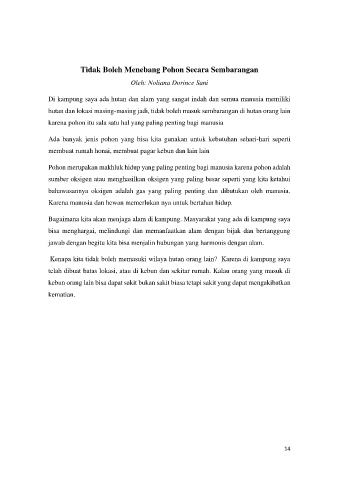 Tidak Boleh Menebang Pohon Secara Sembarangan
Oleh: Noliana Dorince Sani
Di kampung saya ada hutan dan alam yang sangat indah dan semua manusia memiliki
hutan dan lokasi masing-masing jadi, tidak boleh masuk sembarangan di hutan orang lain
karena pohon itu sala satu hal yang paling penting bagi manusia
Ada banyak jenis pohon yang bisa kita gunakan untuk kebutuhan sehari-hari seperti
membuat rumah honai, membuat pagar kebun dan lain lain
Pohon merupakan makhluk hidup yang paling penting bagi manusia karena pohon adalah
sumber oksigen atau menghasilkan oksigen yang paling besar seperti yang kita ketahui
bahawasannya oksigen adalah gas yang paling penting dan dibutukan oleh manusia.
Karena manusia dan hewan memerlukan nya untuk bertahan hidup.
Bagaimana kita akan menjaga alam di kampung. Masyarakat yang ada di kampung saya
bisa menghargai, melindungi dan memanfaatkan alam dengan bijak dan bertanggung
jawab dengan begitu kita bisa menjalin hubungan yang harmonis dengan alam.
Kenapa kita tidak boleh memasuki wilaya hutan orang lain? Karena di kampung saya
telah dibuat batas lokasi, atau di kebun dan sekitar rumah. Kalau orang yang masuk di
kebun orang lain bisa dapat sakit bukan sakit biasa tetapi sakit yang dapat mengakibatkan
kematian.
14